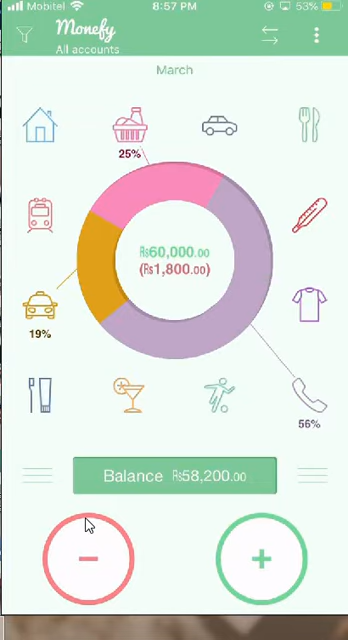 Mobitel 8:57 PM 53%
Monefy
All accounts
March
25%
Rs60,000.00
(Rs1,800.00)
19%
56%
Balance Rs58,200.00